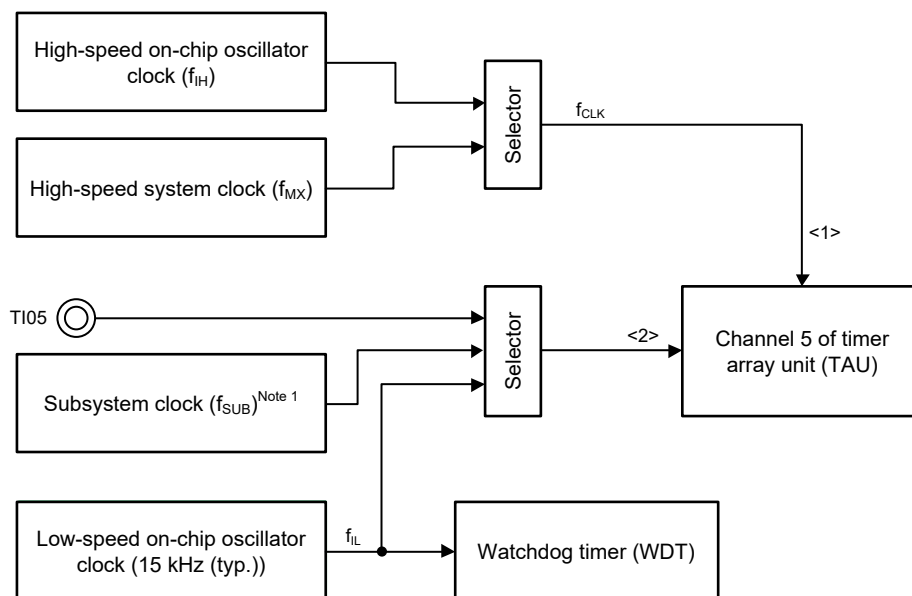 High-speed on-chip oscillator
clock (fIH)
Selector
fCLK
High-speed system clock (fMX)
<1>
TI05
Selector
<2>
Channel 5 of timer
array unit (TAU)
Subsystem clock (fSUB)Note 1
Low-speed on-chip oscillator
clock (15 kHz (typ.))
fIL
Watchdog timer (WDT)